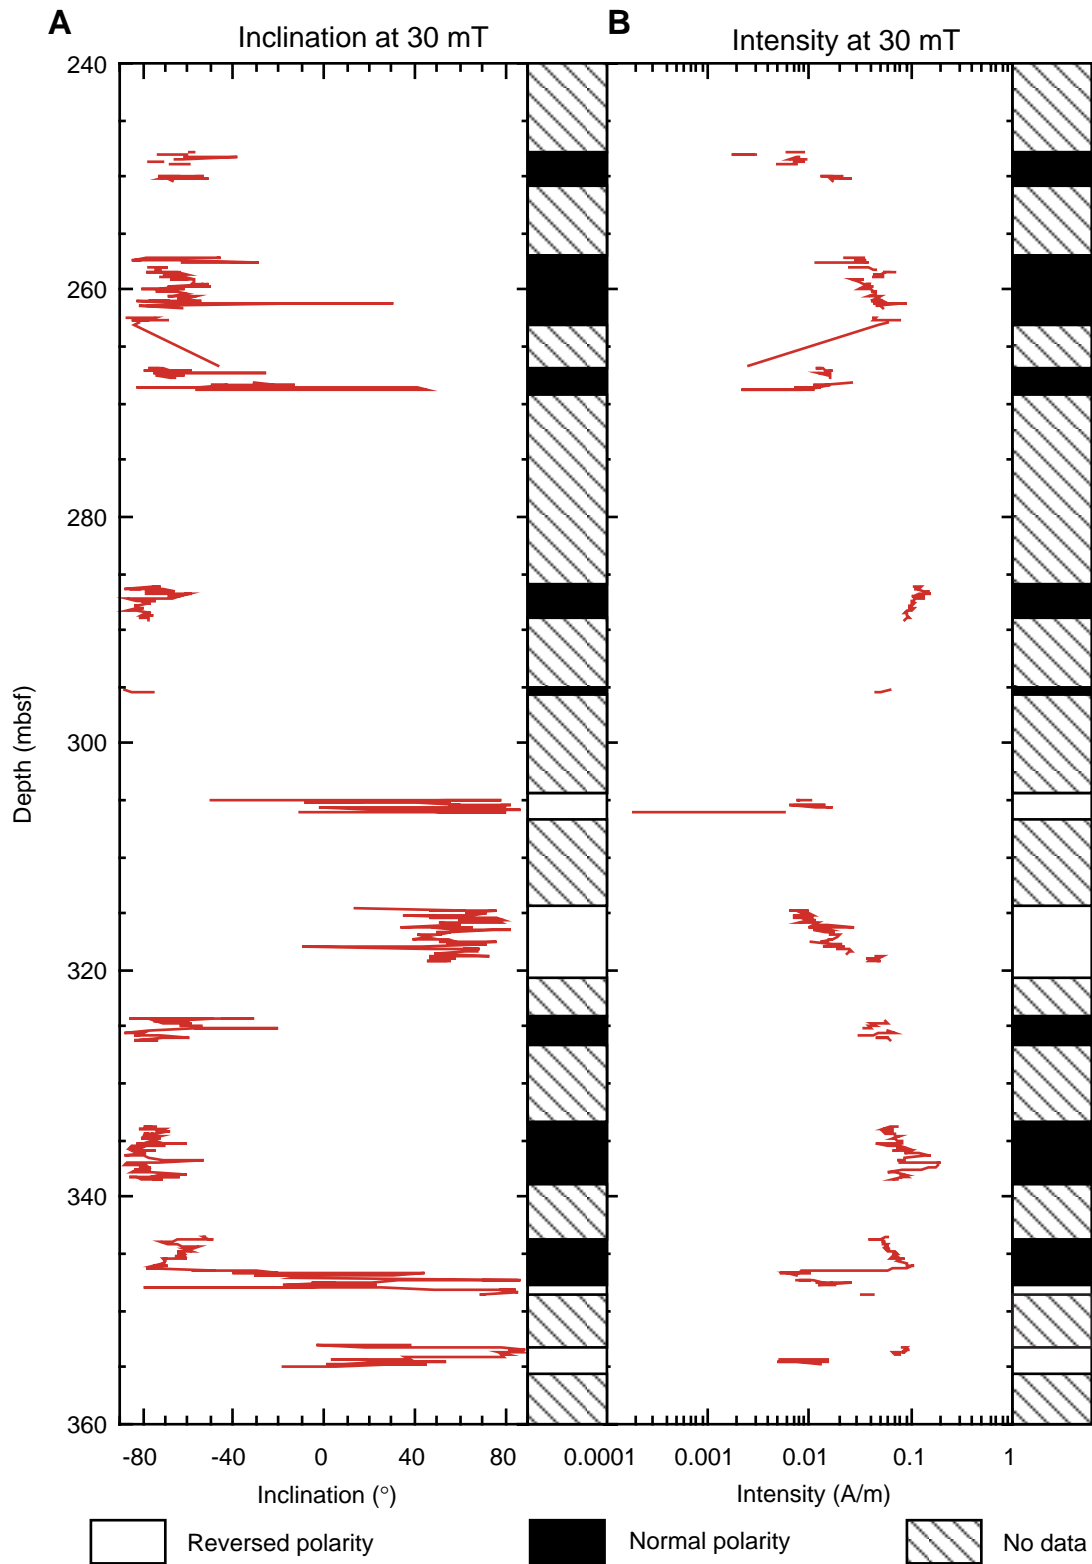 A
Inclination at 30 mT
B
Intensity at 30 mT
240
260
280
300
320
340
360
Depth (mbsf)
-80 -40 0 40 80
0.0001 0.001 0.01 0.1 1
Inclination (°)
Intensity (A/m)
Reversed polarity
Normal polarity
No data